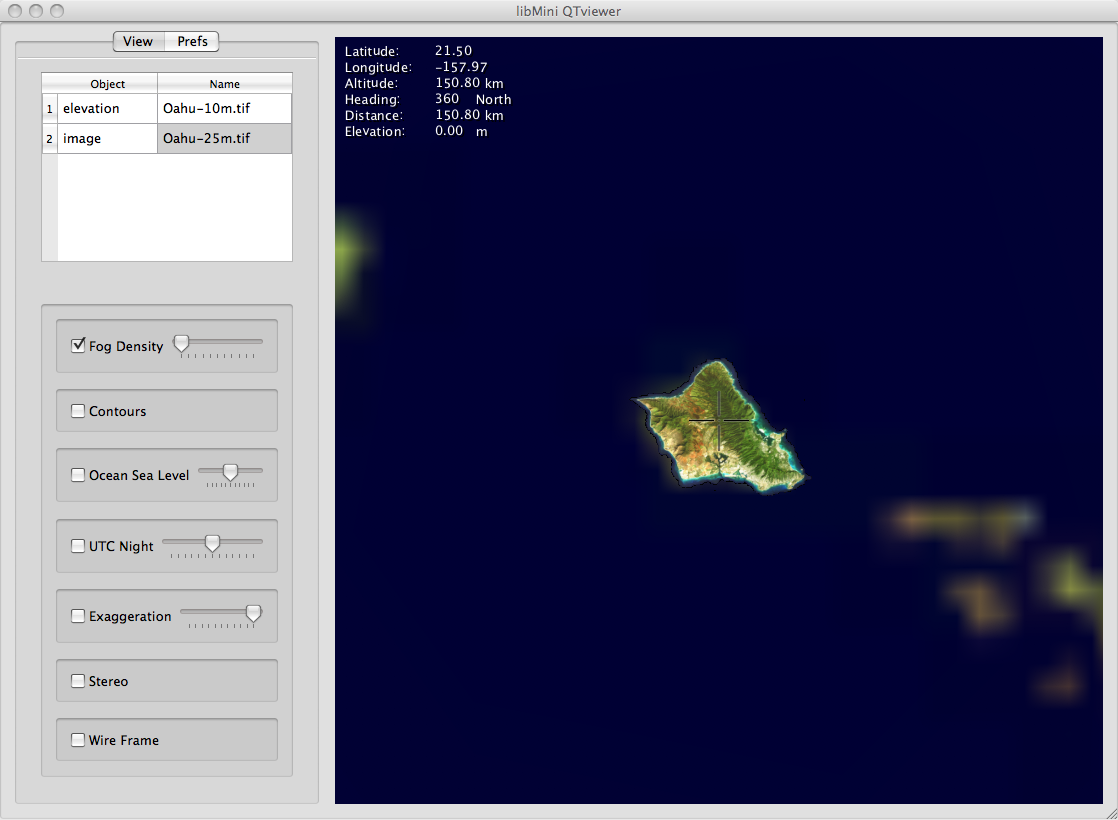 libMini QTviewer
View Prefs
Object Name
1 elevation Oahu-10m.tif
2 image Oahu-25m.tif
Fog Density
Contours
Ocean Sea Level
UTC Night
Exaggeration
Stereo
Wire Frame
Latitude: 21.50
Longitude: -157.97
Altitude: 150.80 km
Heading: 360 North
Distance: 150.80 km
Elevation: 0.00 m